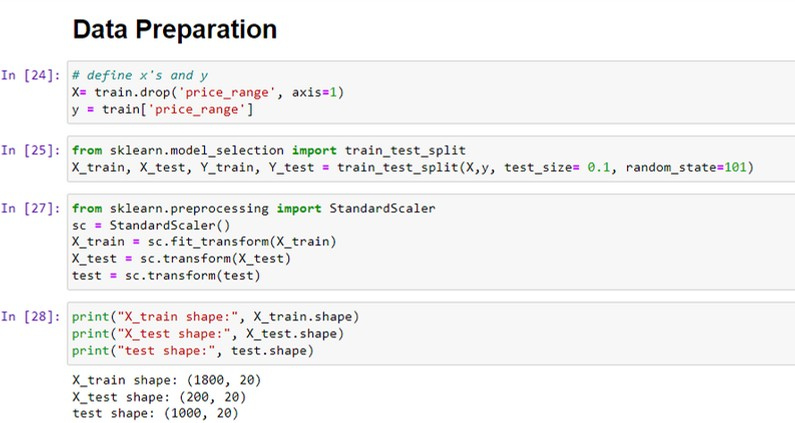 Data Preparation
In [24]: # define x's and y
X= train.drop('price_range', axis=1)
y = train['price_range']
In [25]: from sklearn.model_selection import train_test_split
X_train, X_test, Y_train, Y_test = train_test_split(X,y, test_size= 0.1, random_state=101)
In [27]: from sklearn.preprocessing import StandardScaler
sc = StandardScaler()
X_train = sc.fit_transform(X_train)
X_test = sc.transform(X_test)
test = sc.transform(test)
In [28]: print("X_train shape:", X_train.shape)
print("X_test shape:", X_test.shape)
print("test shape:", test.shape)
X_train shape: (1800, 20)
X_test shape: (200, 20)
test shape: (1000, 20)